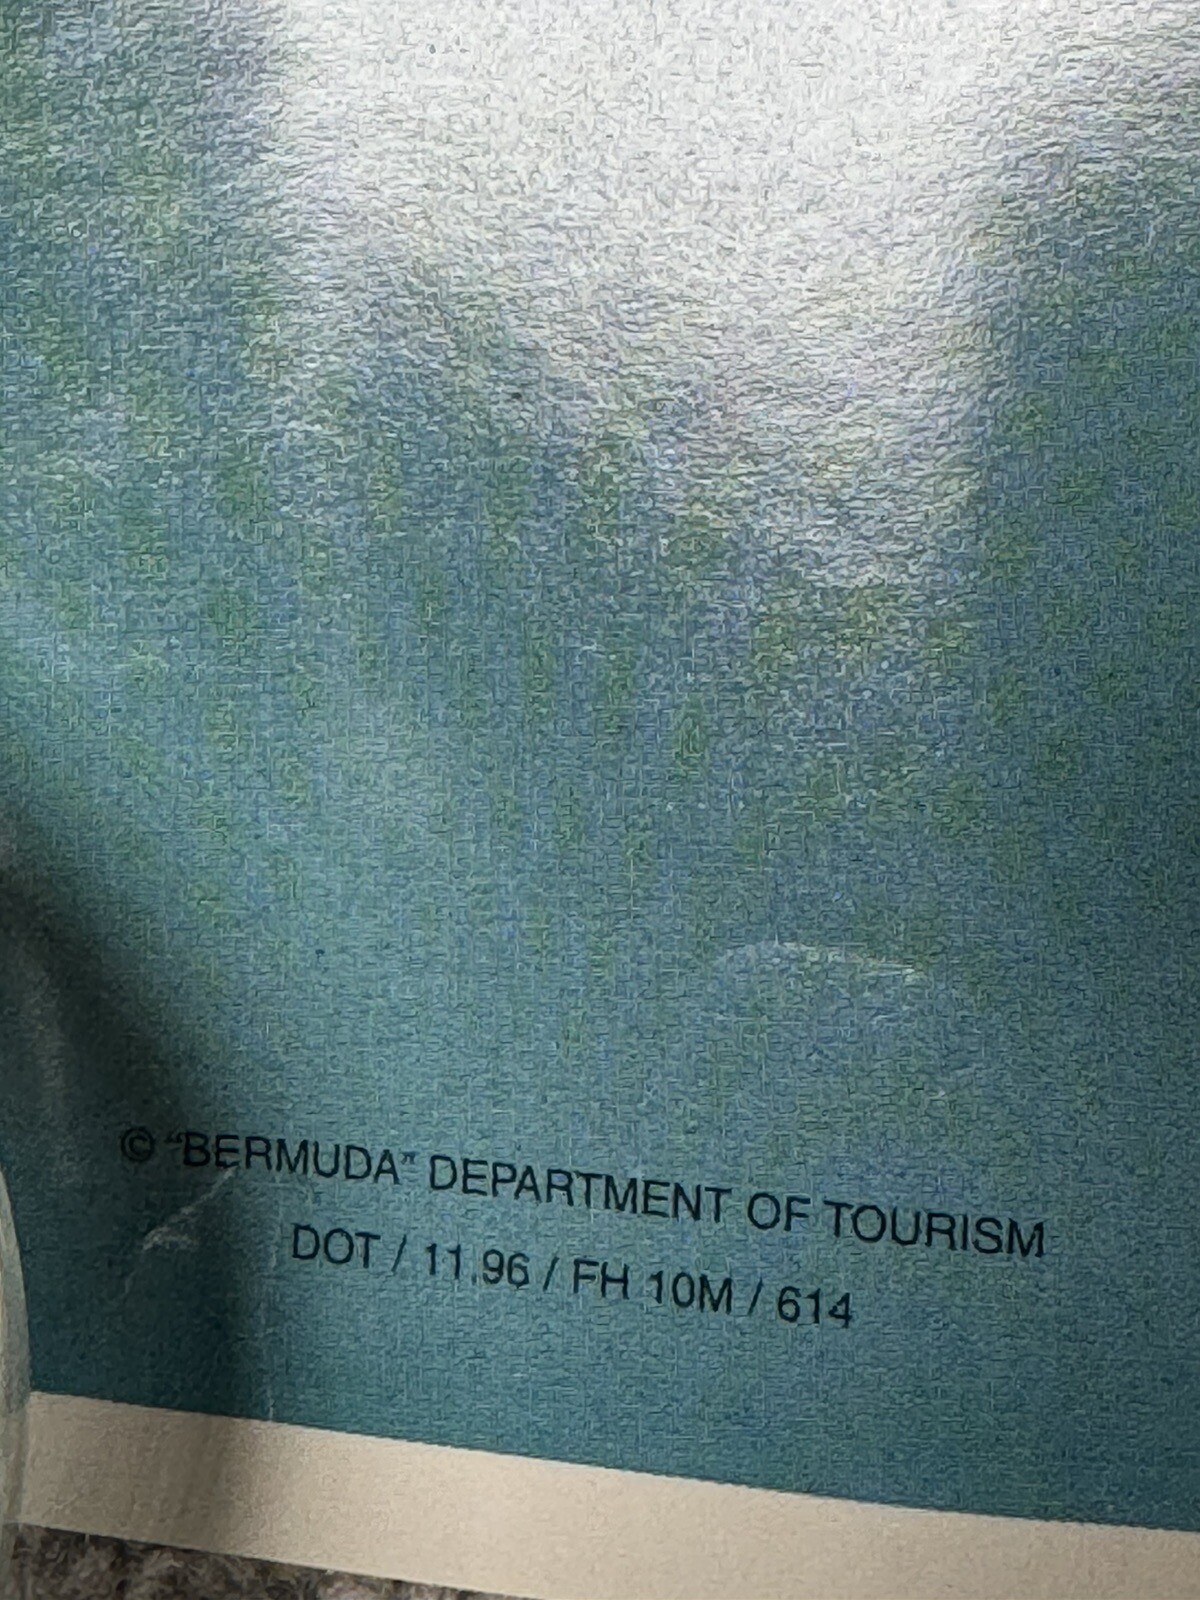 © "BERMUDA" DEPARTMENT OF TOURISM
DOT / 11.96 / FH 10M / 614